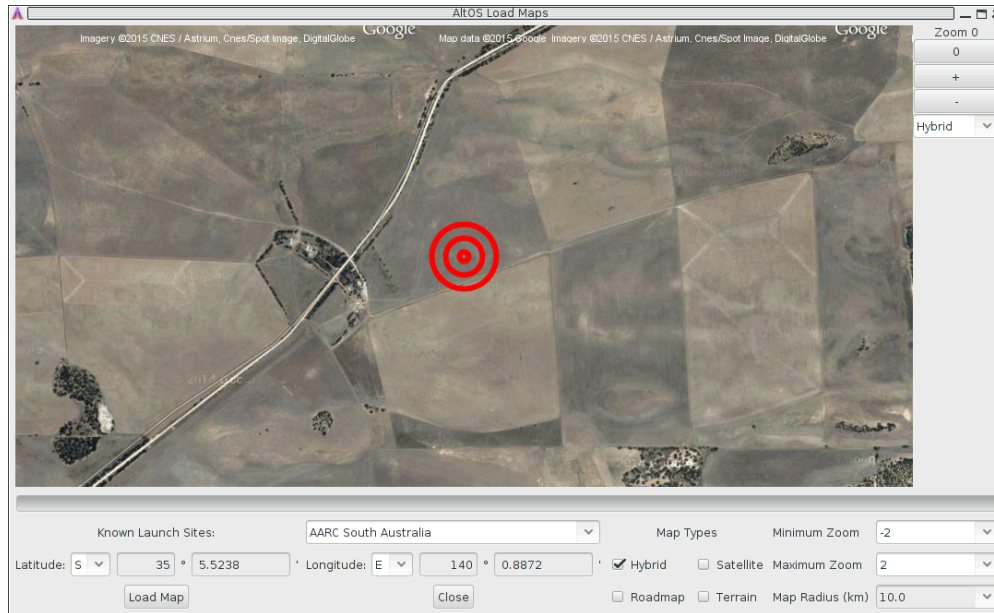 AltOS Load Maps
Imagery ©2015 CNES / Astrium, Cnes/Spot Image, DigitalGlobe Google Map data ©2015 Google Imagery ©2015 CNES / Astrium, Cnes/Spot Image, DigitalGlobe Google
Zoom 0
0
+
-
Hybrid
Known Launch Sites: AARC South Australia Map Types Minimum Zoom -2
Latitude: S 35 ° 5.5238 ' Longitude: E 140 ° 0.8872 ' Hybrid Satellite Maximum Zoom 2
Load Map Close Roadmap Terrain Map Radius (km) 10.0